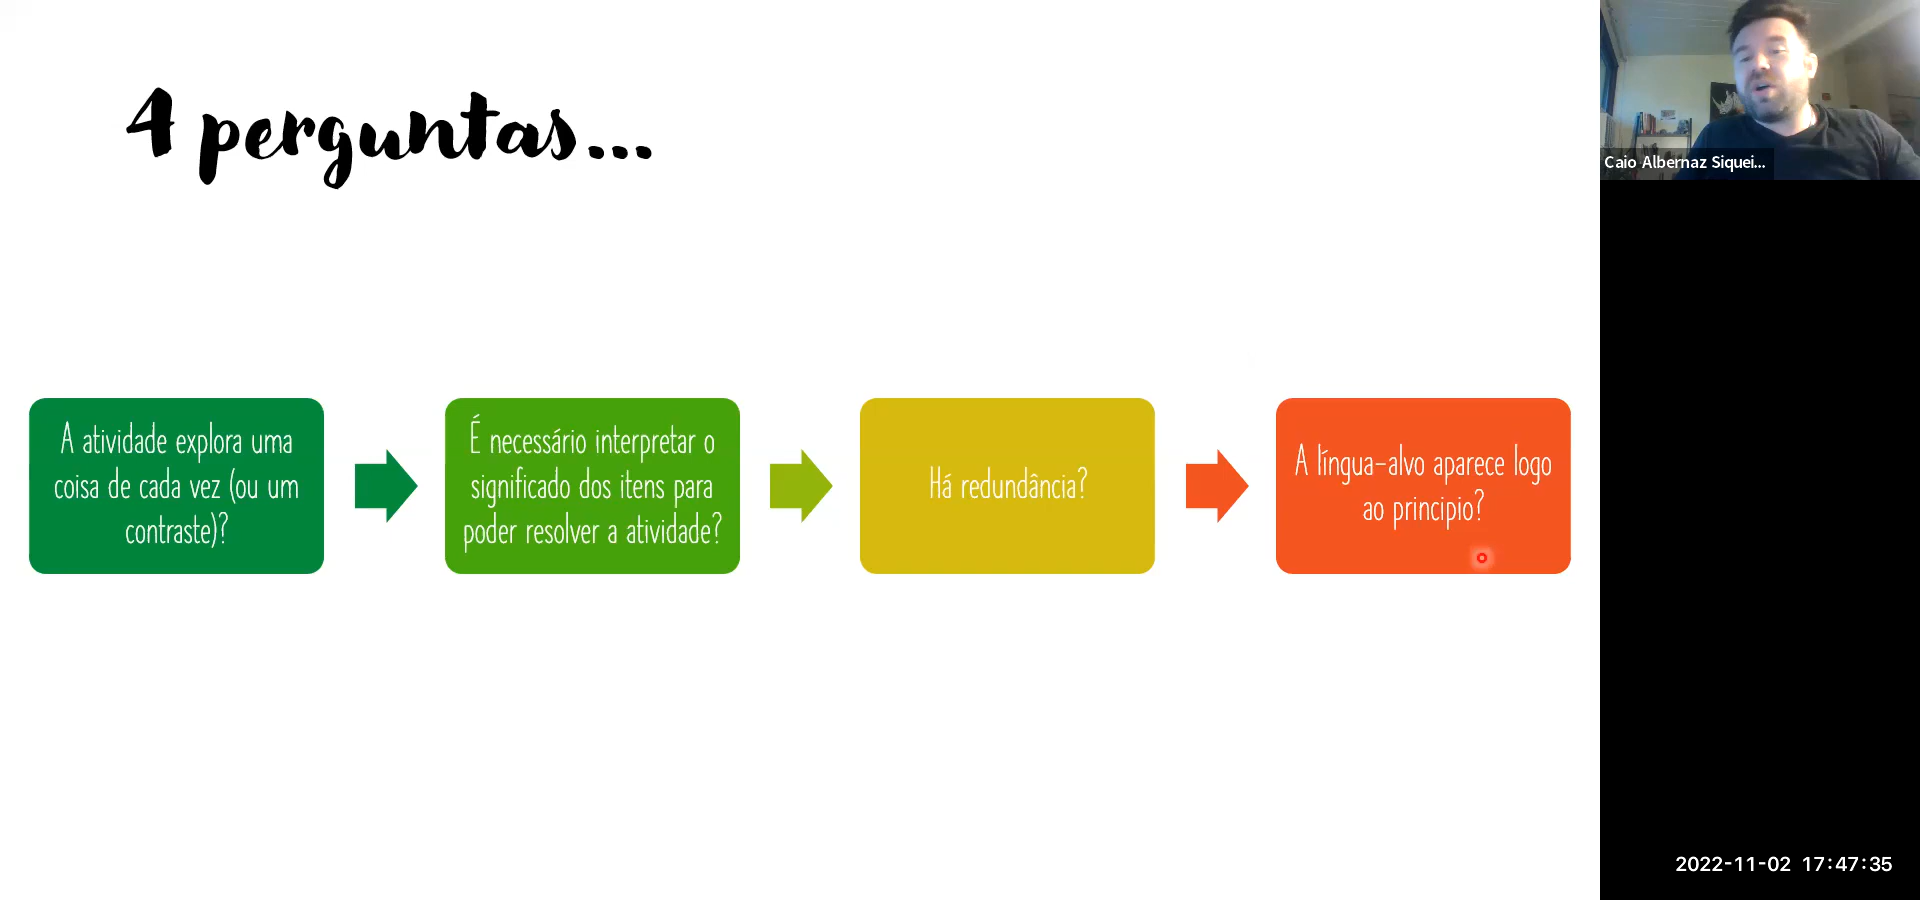 4 perguntas...
A atividade explora uma
coisa de cada vez (ou um
contraste)?
É necessário interpretar o
significado dos itens para
poder resolver a atividade?
Há redundância?
A língua-alvo aparece logo
ao principio?
Caio Albernaz Siquei...
2022-11-02 17:47:35